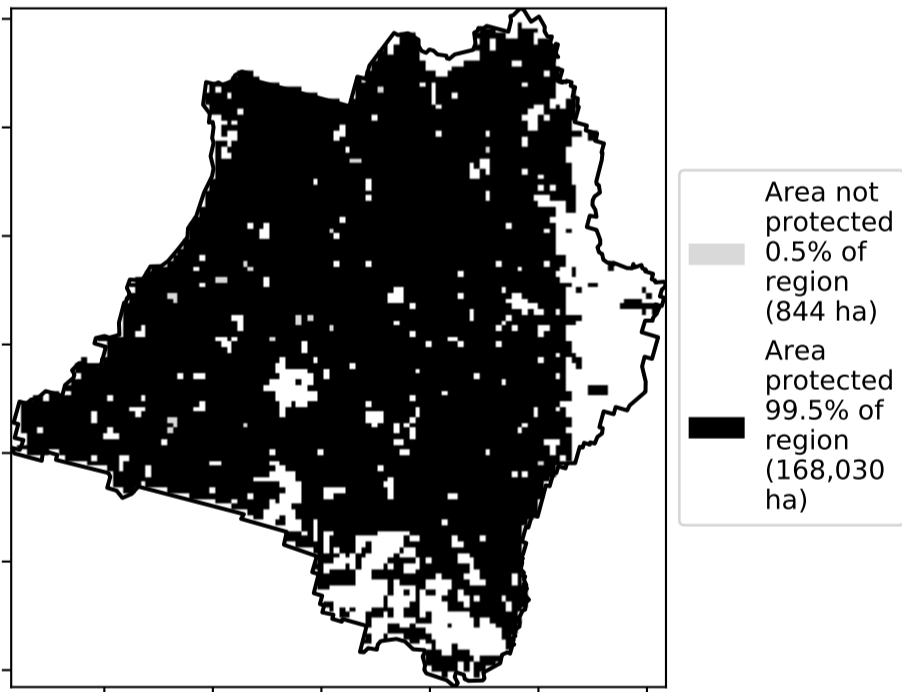 Area not
protected
0.5% of
region
(844 ha)
Area
protected
99.5% of
region
(168,030
ha)